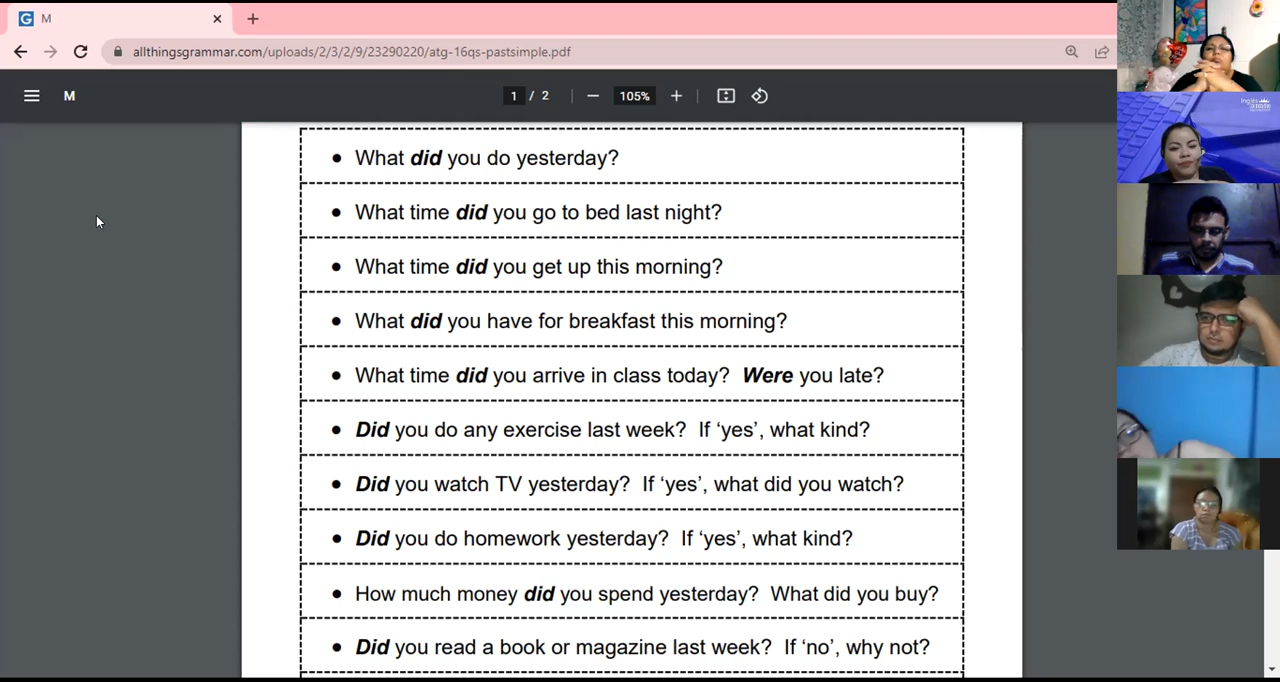 M
allthingsgrammar.com/uploads/2/3/2/9/23290220/atg-16qs-pastsimple.pdf
M 1 / 2 105%
• What did you do yesterday?
• What time did you go to bed last night?
• What time did you get up this morning?
• What did you have for breakfast this morning?
• What time did you arrive in class today? Were you late?
• Did you do any exercise last week? If ‘yes’, what kind?
• Did you watch TV yesterday? If ‘yes’, what did you watch?
• Did you do homework yesterday? If ‘yes’, what kind?
• How much money did you spend yesterday? What did you buy?
• Did you read a book or magazine last week? If ‘no’, why not?